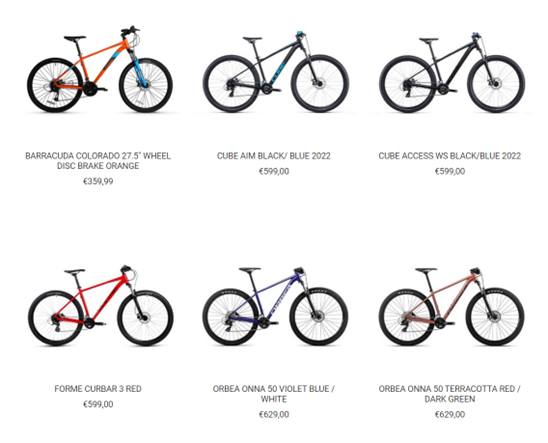 BARRACUDA COLORADO 27.5" WHEEL
DISC BRAKE ORANGE
€359,99
CUBE AIM BLACK/ BLUE 2022
€599,00
CUBE ACCESS WS BLACK/BLUE 2022
€599,00
FORME CURBAR 3 RED
€599,00
ORBEA ONNA 50 VIOLET BLUE /
WHITE
€629,00
ORBEA ONNA 50 TERRACOTTA RED /
DARK GREEN
€629,00